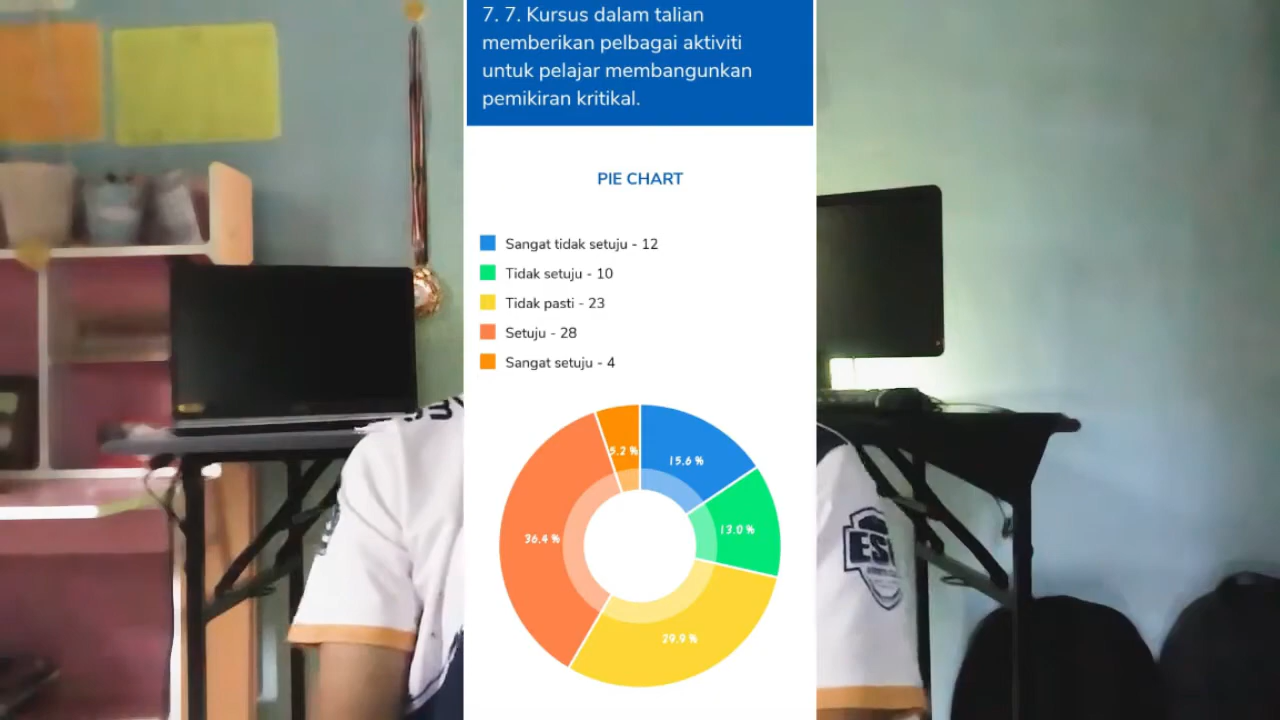 7. 7. Kursus dalam talian
memberikan pelbagai aktiviti
untuk pelajar membangunkan
pemikiran kritikal.
PIE CHART
Sangat tidak setuju - 12
Tidak setuju - 10
Tidak pasti - 23
Setuju - 28
Sangat setuju - 4
5.2 %
15.6 %
13.0 %
36.4 %
29.9 %